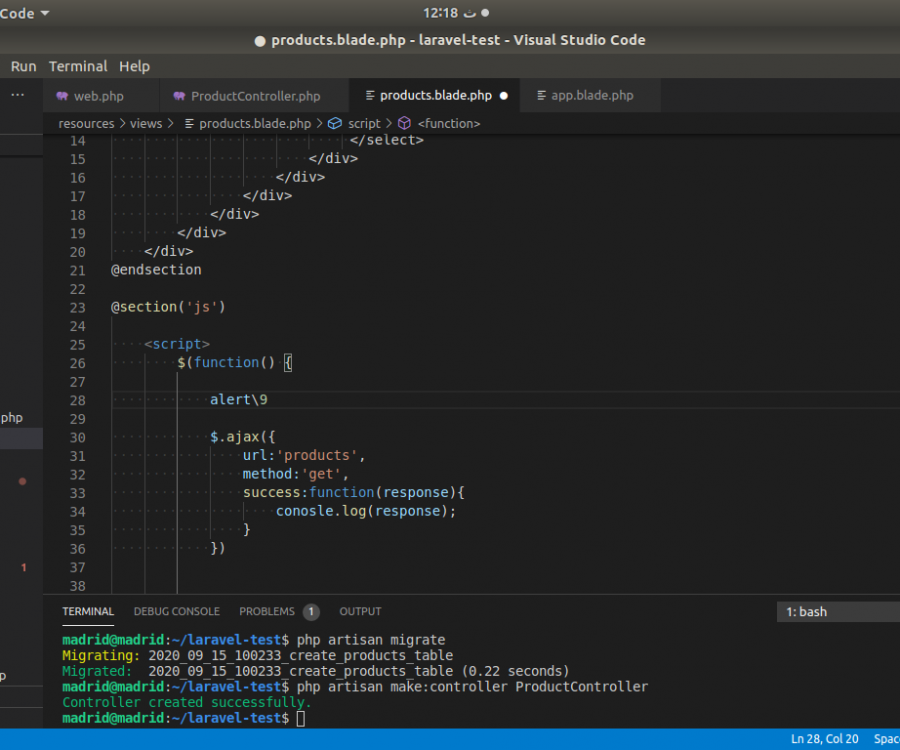 Code
12:18 ث
products.blade.php - laravel-test - Visual Studio Code
Run Terminal Help
... web.php ProductController.php products.blade.php app.blade.php
resources > views > products.blade.php > script > <function>
14 </select>
15 </div>
16 </div>
17 </div>
18 </div>
19 </div>
20 </div>
21 @endsection
22
23 @section('js')
24
25 <script>
26 $(function() {
27
28 alert\9
29
30 $.ajax({
31 url:'products',
32 method:'get',
33 success:function(response){
34 conosle.log(response);
35 }
36 })
37
38
php
1
p
TERMINAL DEBUG CONSOLE PROBLEMS 1 OUTPUT 1: bash
madrid@madrid:~/laravel-test$ php artisan migrate
Migrating: 2020_09_15_100233_create_products_table
Migrated: 2020_09_15_100233_create_products_table (0.22 seconds)
madrid@madrid:~/laravel-test$ php artisan make:controller ProductController
Controller created successfully.
madrid@madrid:~/laravel-test$
Ln 28, Col 20 Spac